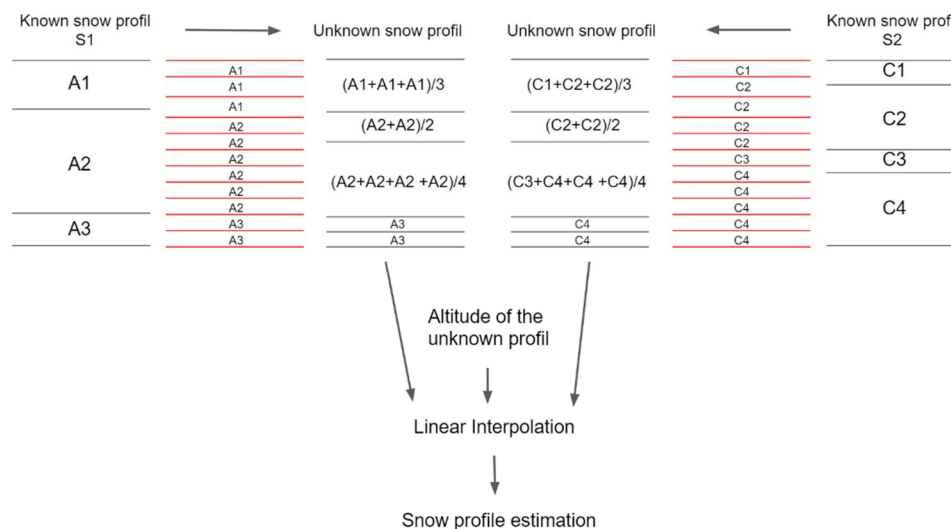 Known snow profil
S1
A1
A2
A3
A1
A1
A1
A2
A2
A2
A2
A2
A2
A3
A3
Unknown snow profil
(A1+A1+A1)/3
(A2+A2)/2
(A2+A2+A2 +A2)/4
A3
A3
Unknown snow profil
(C1+C2+C2)/3
(C2+C2)/2
(C3+C4+C4 +C4)/4
C4
C4
C1
C2
C2
C2
C2
C3
C4
C4
C4
C4
C4
Known snow prof
S2
C1
C2
C3
C4
Altitude of the
unknown profil
Linear Interpolation
Snow profile estimation